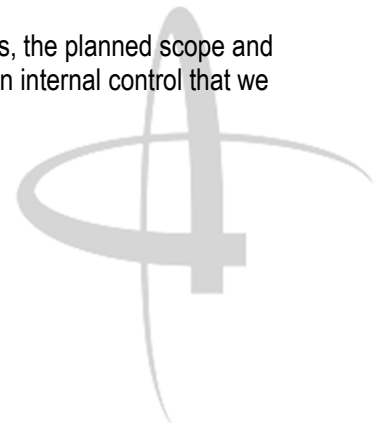 s, the planned scope and
n internal control that we